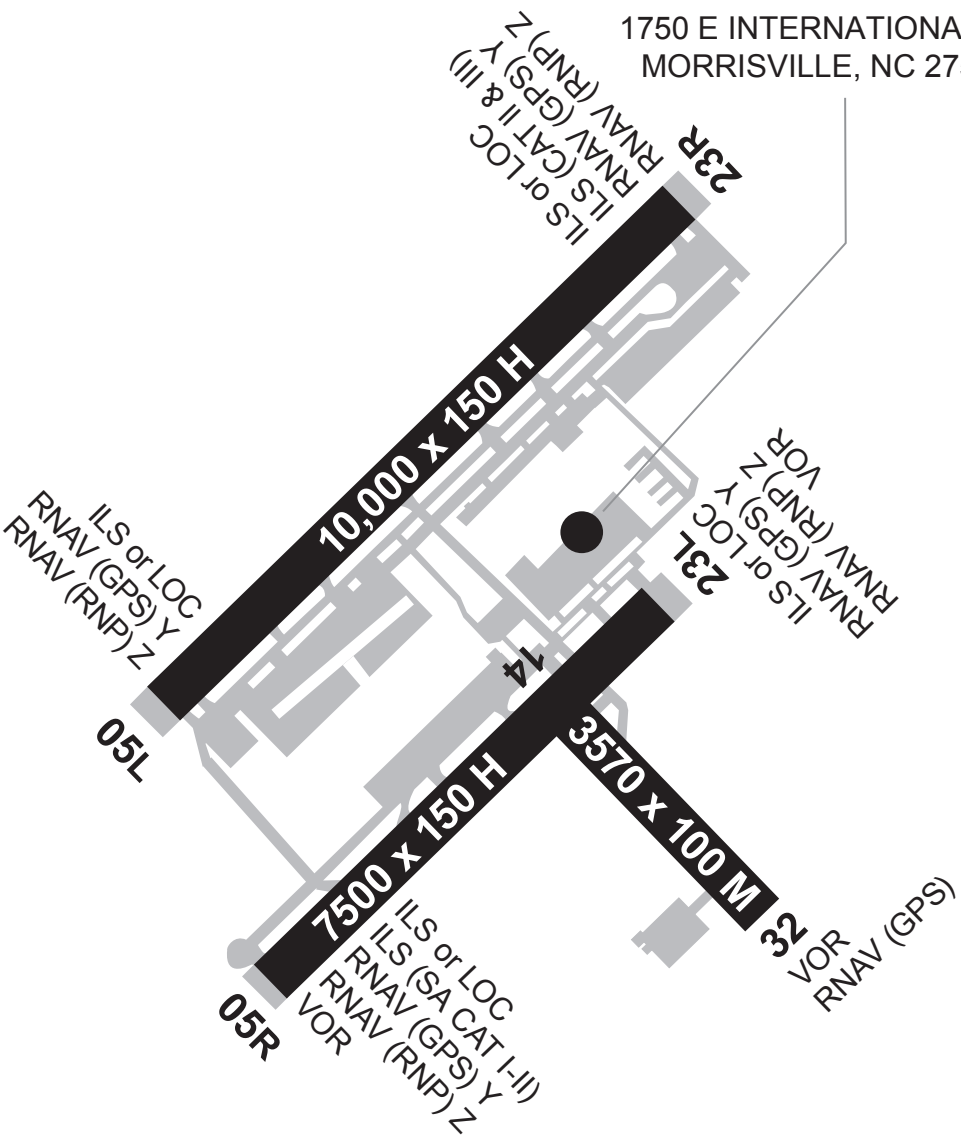 1750 E INTERNATIONA
MORRISVILLE, NC 27
ILS or LOC
ILS (CAT II & III)
RNAV (GPS) Y
RNAV (RNP) Z
23R
10,000 x 150 H
ILS or LOC
RNAV (GPS) Y
RNAV (RNP) Z
05L
ILS or LOC
RNAV (GPS) Y
RNAV (RNP) Z
VOR
23L
14
3570 x 100 M
32
VOR
RNAV (GPS)
7500 x 150 H
05R
ILS or LOC
ILS (SA CAT I-II)
RNAV (GPS) Y
RNAV (RNP) Z
VOR